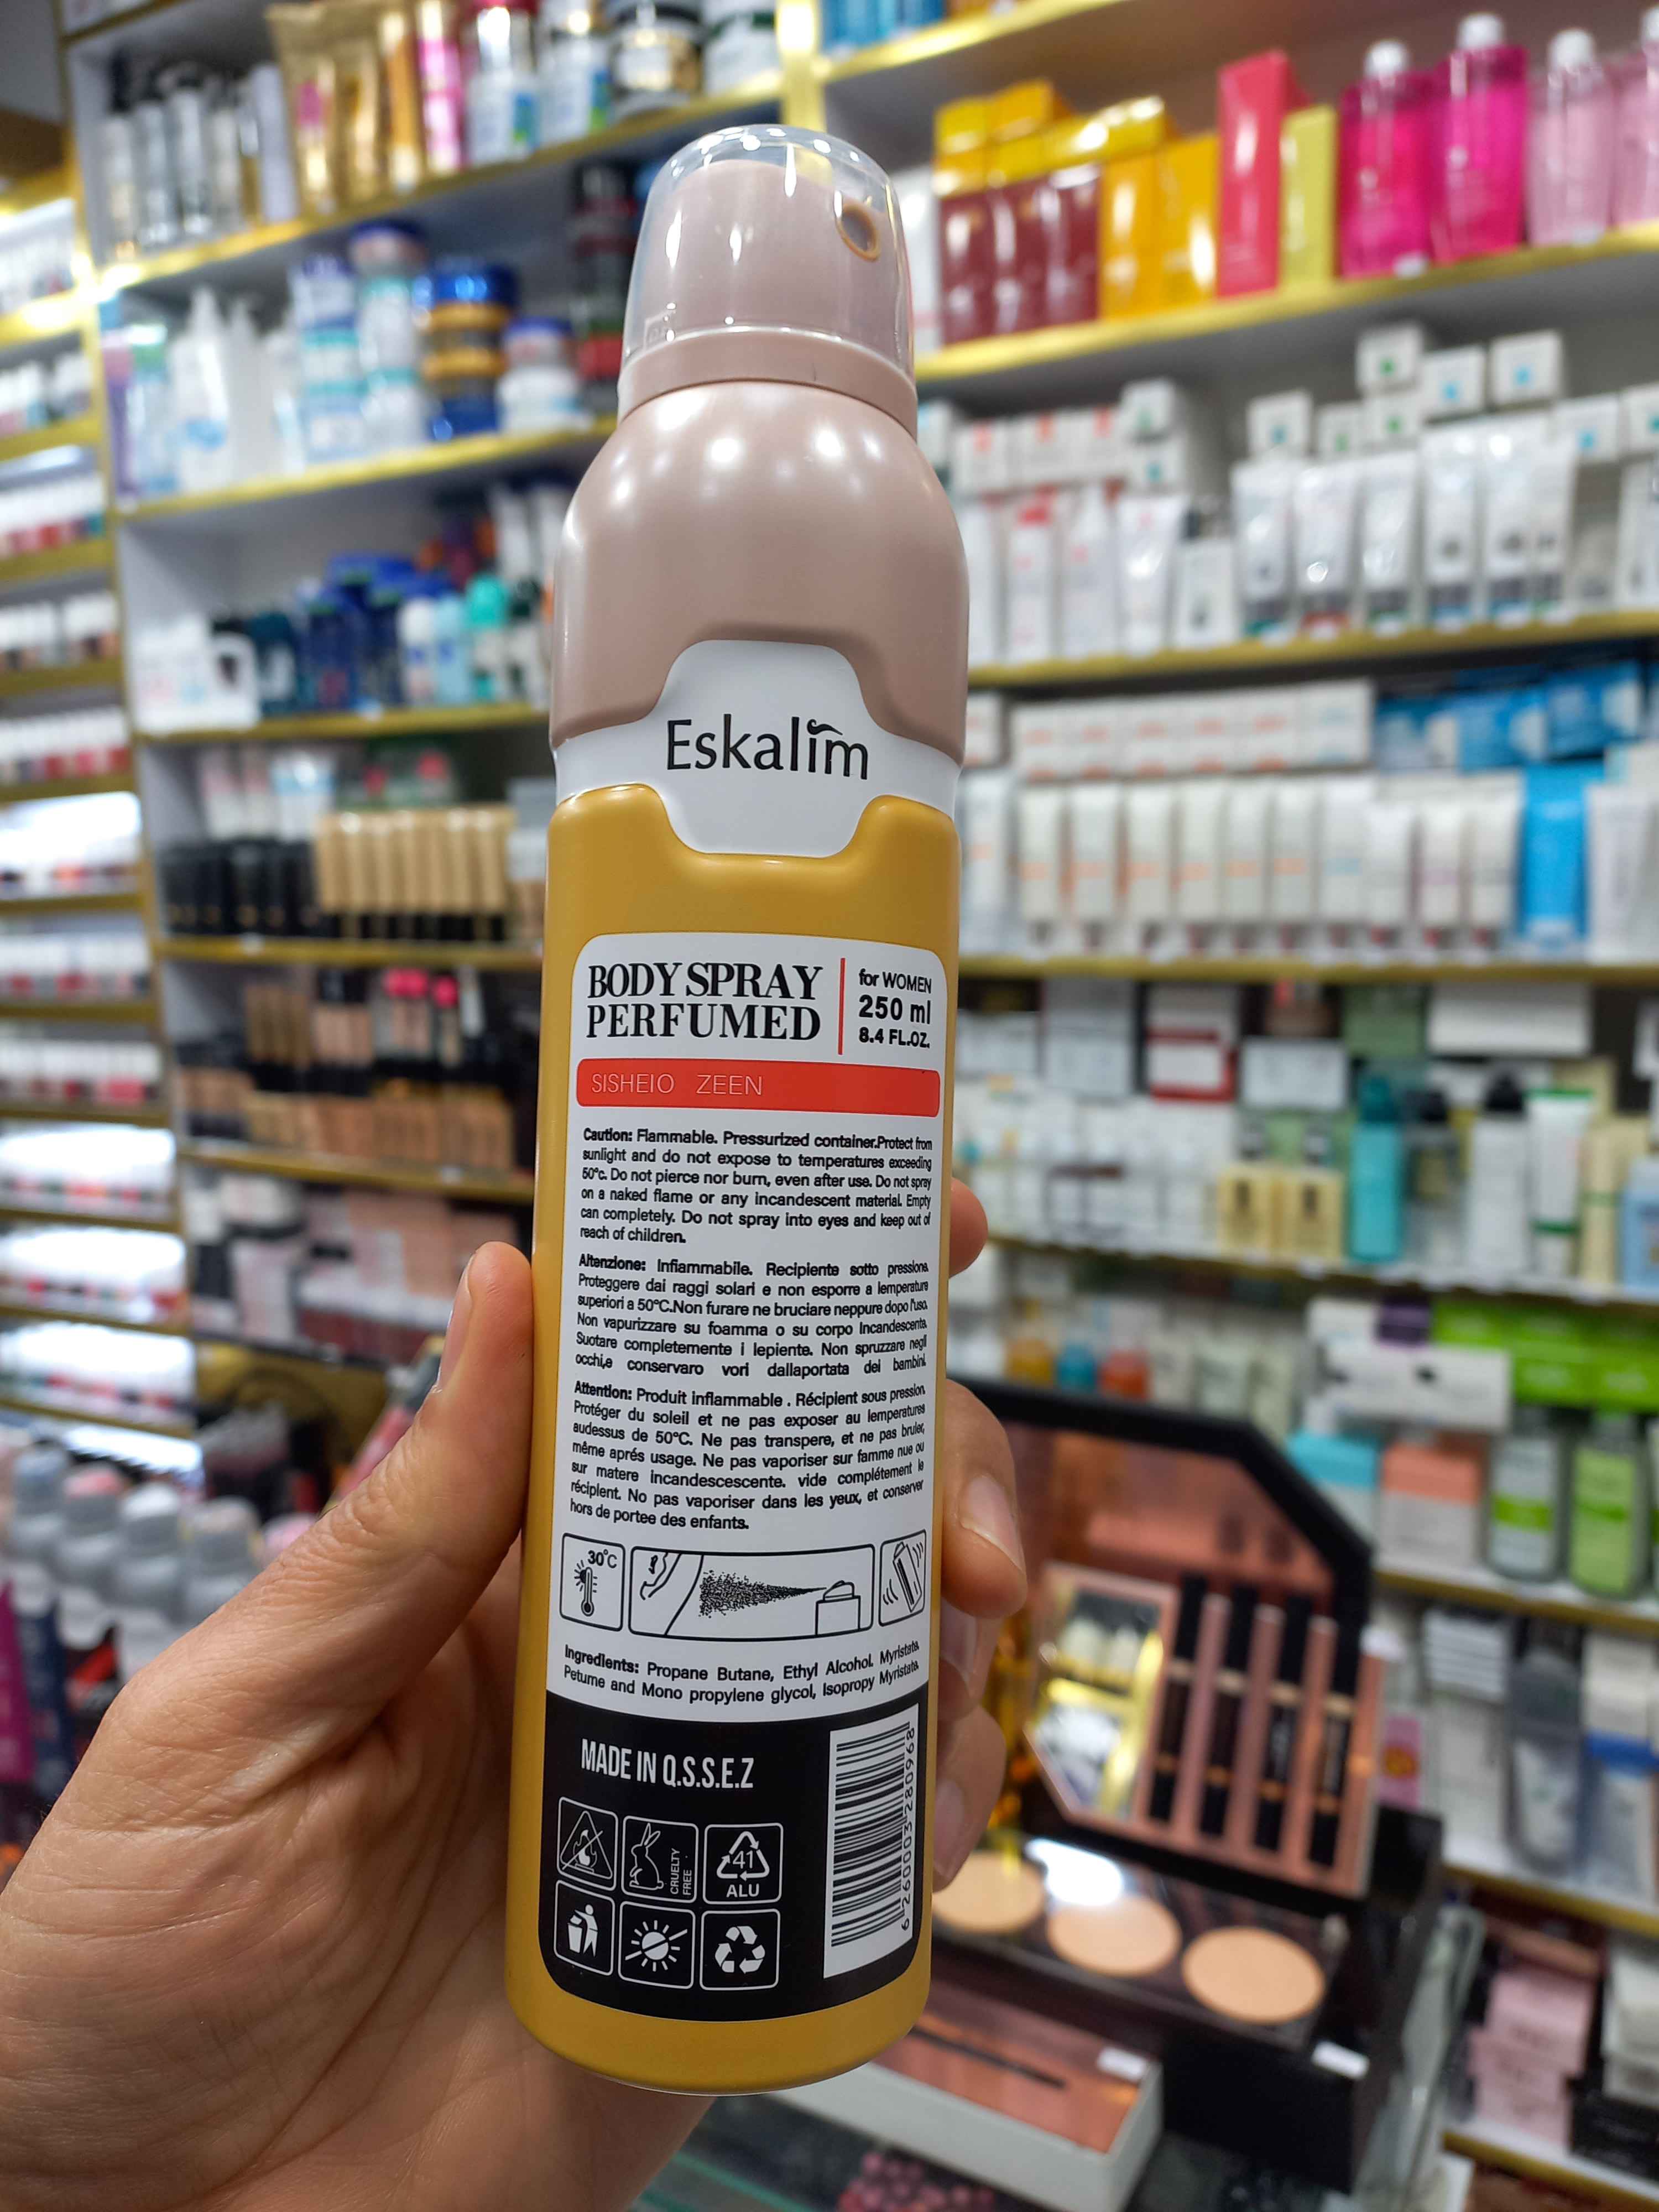 Eskalim
BODY SPRAY
PERFUMED
for WOMEN
250 ml
8.4 FL.OZ.
SISHEIO ZEEN
Caution: Flammable. Pressurized container.Protect from
sunlight and do not expose to temperatures exceeding
50°c. Do not pierce nor burn, even after use. Do not spray
on a naked flame or any incandescent material. Empty
can completely. Do not spray into eyes and keep out of
reach of children.
Altenzione: Infiammabile. Recipiente sotto pressione.
Proteggere dai raggi solari e non esporre a lemperature
superiori a 50°C.Non furare ne bruciare neppure dopo l'uso.
Non vapurizzare su foamma o su corpo Incandescente.
Suotare completemente i lepiente. Non spruzzare negli
occhi,e conservaro vori dallaportata dei bambini.
Attention: Produit inflammable . Récipient sous pression.
Protéger du soleil et ne pas exposer au lemperatures
audessus de 50°C. Ne pas transpere, et ne pas bruler,
même aprés usage. Ne pas vaporiser sur famme nue ou
sur matere incandescescente. vide complétement le
récipient. No pas vaporiser dans les yeux, et conserver
hors de portee des enfants.
30°C
Ingredients: Propane Butane, Ethyl Alcohol. Myristate.
Petume and Mono propylene glycol, Isopropy Myristate.
MADE IN Q.S.S.E.Z
CRUELTY
FREE
41
ALU
6 260003 280968